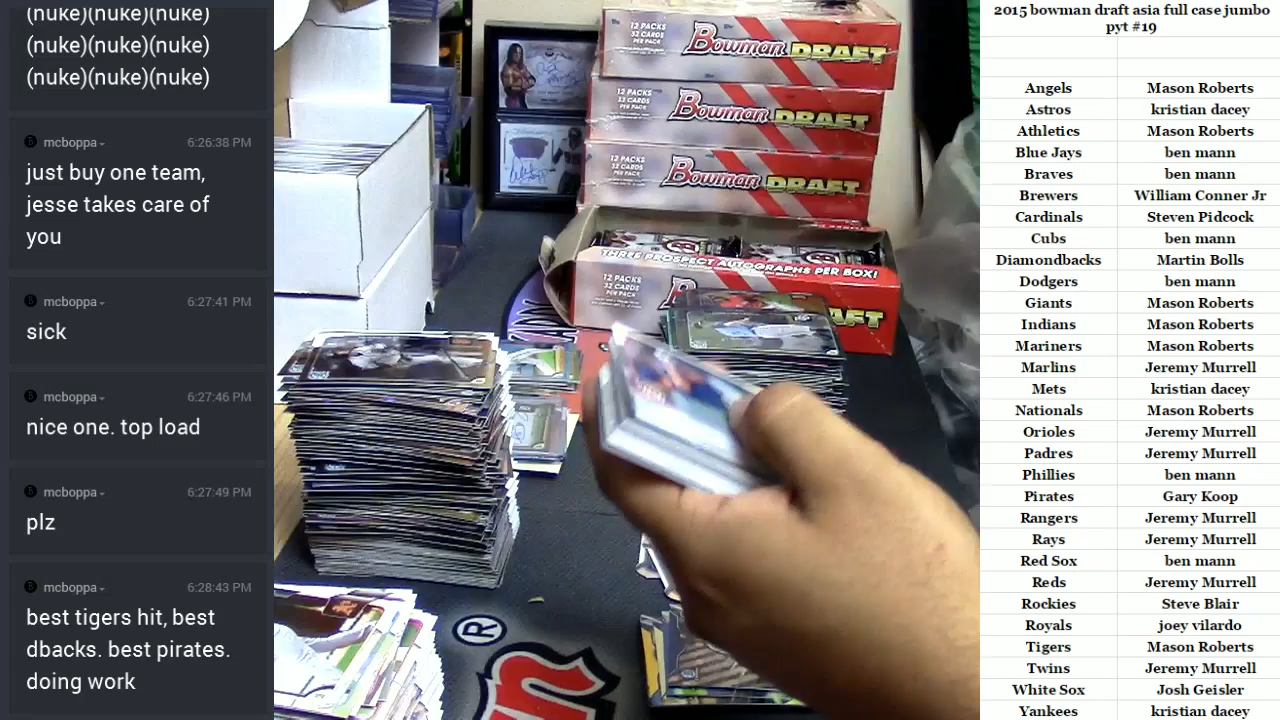 (nuke)(nuke)(nuke)
(nuke)(nuke)(nuke)
(nuke)(nuke)(nuke)
mcboppa
6:26:38 PM
just buy one team,
jesse takes care of
you
mcboppa
6:27:41 PM
sick
mcboppa
6:27:46 PM
nice one. top load
mcboppa
6:27:49 PM
plz
mcboppa
6:28:43 PM
best tigers hit, best
dbacks. best pirates.
doing work
12 PACKS
32 CARDS
PER PACK
Bowman DRAFT
12 PACKS
32 CARDS
PER PACK
Bowman DRAFT
12 PACKS
32 CARDS
PER PACK
Bowman DRAFT
THREE PROSPECT AUTOGRAPHS PER BOX!
12 PACKS
32 CARDS
PER PACK
®
2015 bowman draft asia full case jumbo
pyt #19
Angels Mason Roberts
Astros kristian dacey
Athletics Mason Roberts
Blue Jays ben mann
Braves ben mann
Brewers William Conner Jr
Cardinals Steven Pidcock
Cubs ben mann
Diamondbacks Martin Bolls
Dodgers ben mann
Giants Mason Roberts
Indians Mason Roberts
Mariners Mason Roberts
Marlins Jeremy Murrell
Mets kristian dacey
Nationals Mason Roberts
Orioles Jeremy Murrell
Padres Jeremy Murrell
Phillies ben mann
Pirates Gary Koop
Rangers Jeremy Murrell
Rays Jeremy Murrell
Red Sox ben mann
Reds Jeremy Murrell
Rockies Steve Blair
Royals joey vilardo
Tigers Mason Roberts
Twins Jeremy Murrell
White Sox Josh Geisler
Yankees kristian dacey